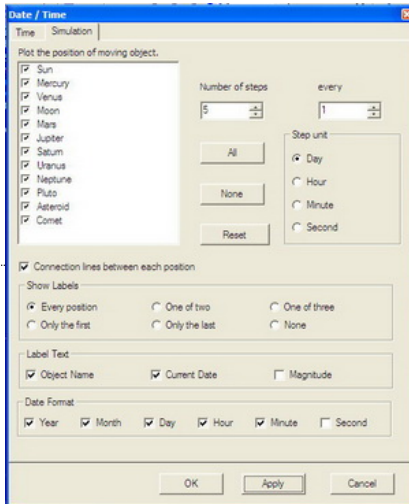 Date / Time
Time Simulation
Plot the position of moving object.
Sun
Mercury
Venus
Moon
Mars
Jupiter
Saturn
Uranus
Neptune
Pluto
Asteroid
Comet
Number of steps every
5 1
All
None
Reset
Step unit
Day
Hour
Minute
Second
Connection lines between each position
Show Labels
Every position One of two One of three
Only the first Only the last None
Label Text
Object Name Current Date Magnitude
Date Format
Year Month Day Hour Minute Second
OK Apply Cancel